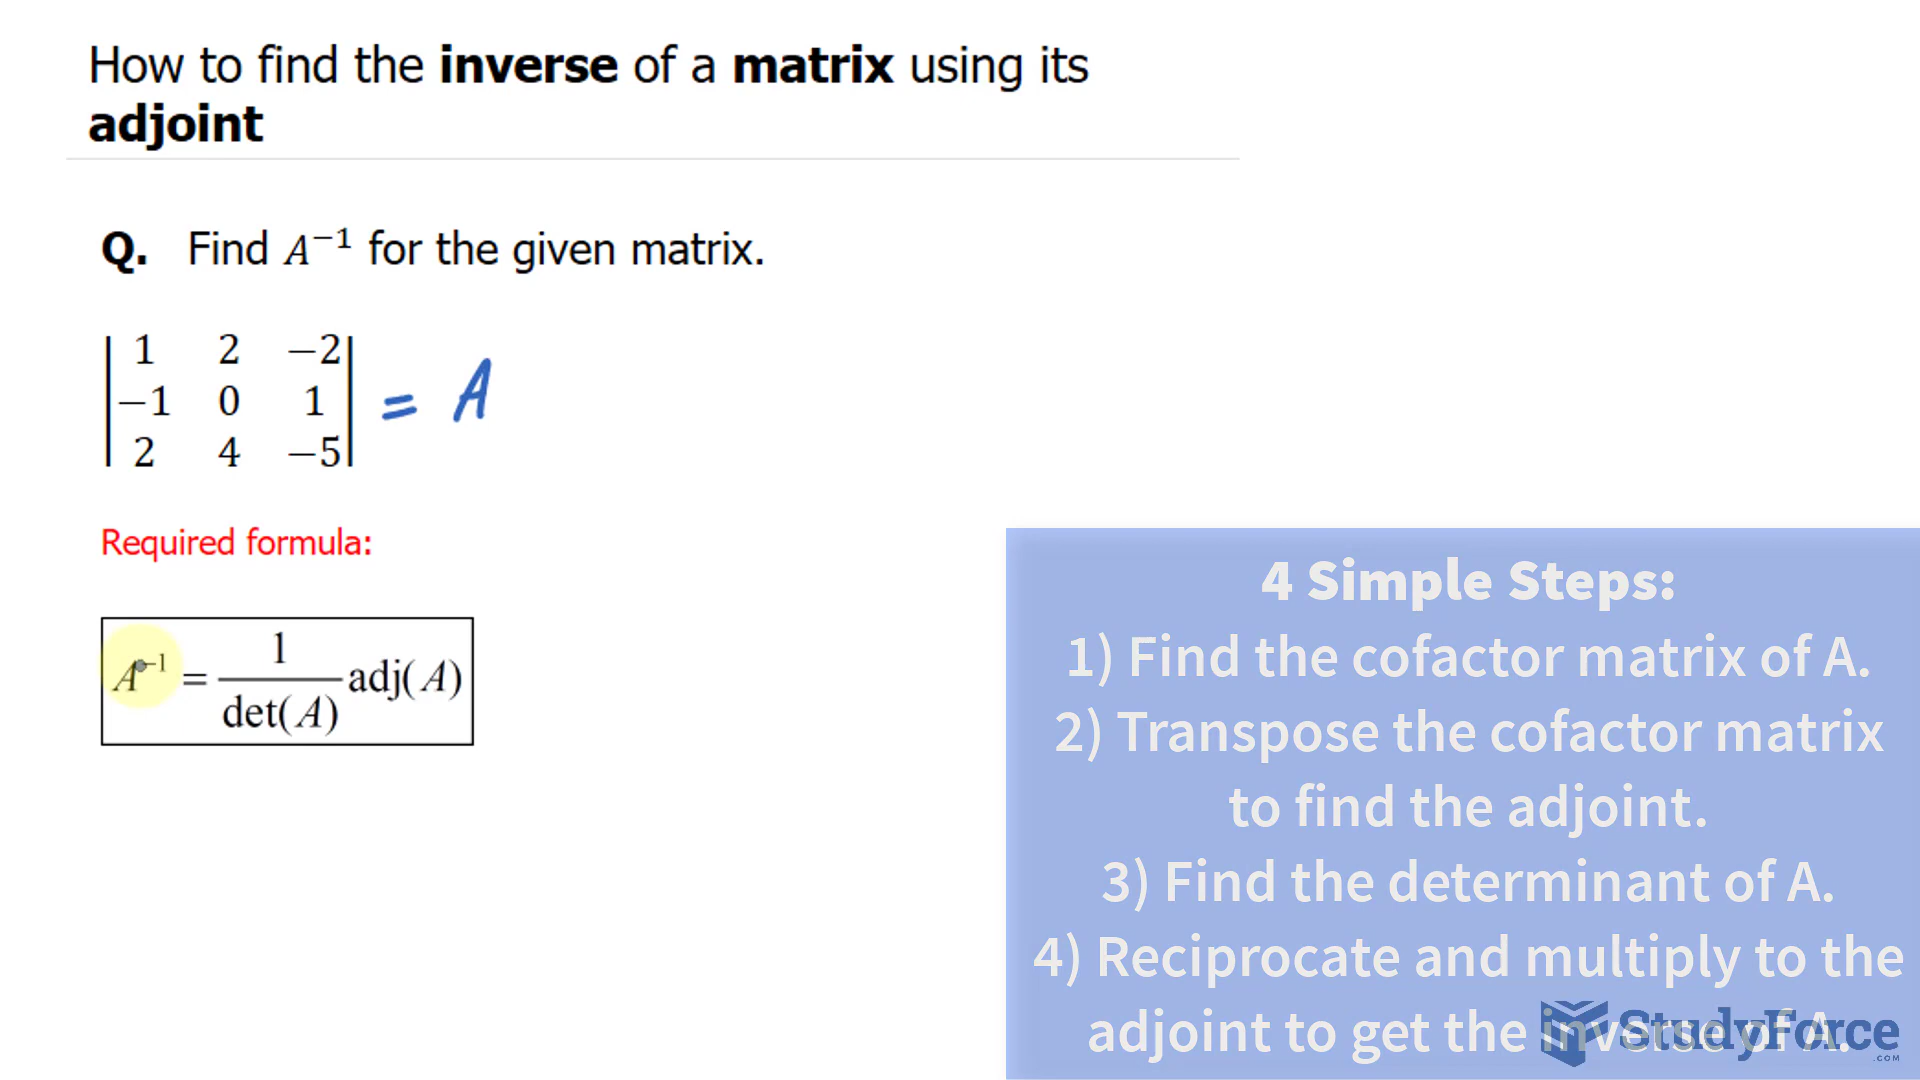 How to find the inverse of a matrix using its
adjoint
Q. Find A⁻¹ for the given matrix.
| 1 2 −2 |
| −1 0 1 | = A
| 2 4 −5 |
Required formula:
A⁻¹ = 1/det(A) adj(A)
4 Simple Steps:
1) Find the cofactor matrix of A.
2) Transpose the cofactor matrix
to find the adjoint.
3) Find the determinant of A.
4) Reciprocate and multiply to the
adjoint to get the inverse of A.
StudyForce
.COM